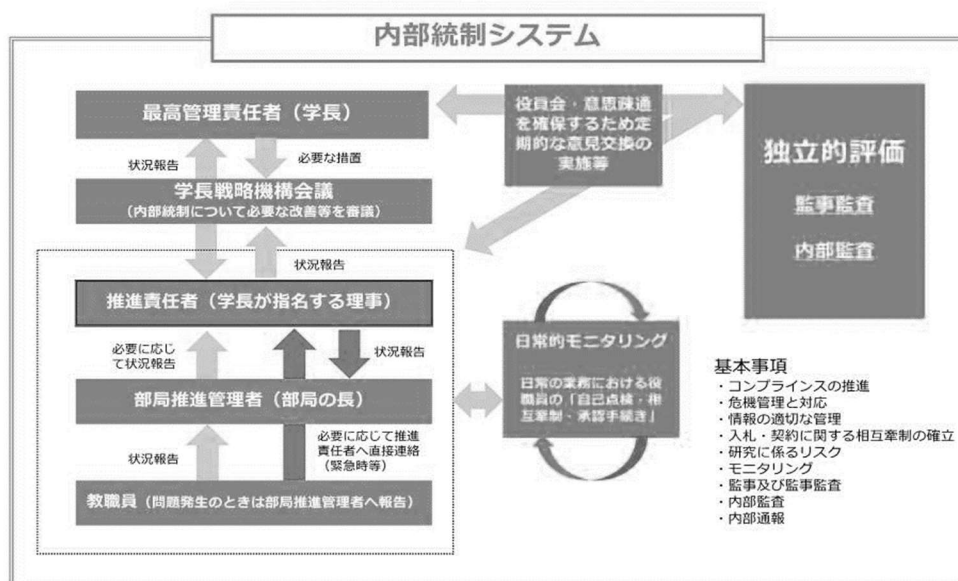 内部統制システム
最高管理責任者（学長）
状況報告
必要な措置
学長戦略機構会議
（内部統制について必要な改善等を審議）
状況報告
推進責任者（学長が指名する理事）
必要に応じ
て状況報告
状況報告
部局推進管理者（部局の長）
状況報告
必要に応じて推進
責任者へ直接連絡
（緊急時等）
教職員（問題発生のときは部局推進管理者へ報告）
役員会・意思疎通
を確保するため定
期的な意見交換の
実施等
独立的評価
監事監査
内部監査
日常的モニタリング
日常の業務における役
職員の「自己点検・相
互牽制・承認手続き」
基本事項
・コンプラインスの推進
・危機管理と対応
・情報の適切な管理
・入札・契約に関する相互牽制の確立
・研究に係るリスク
・モニタリング
・監事及び監事監査
・内部監査
・内部通報